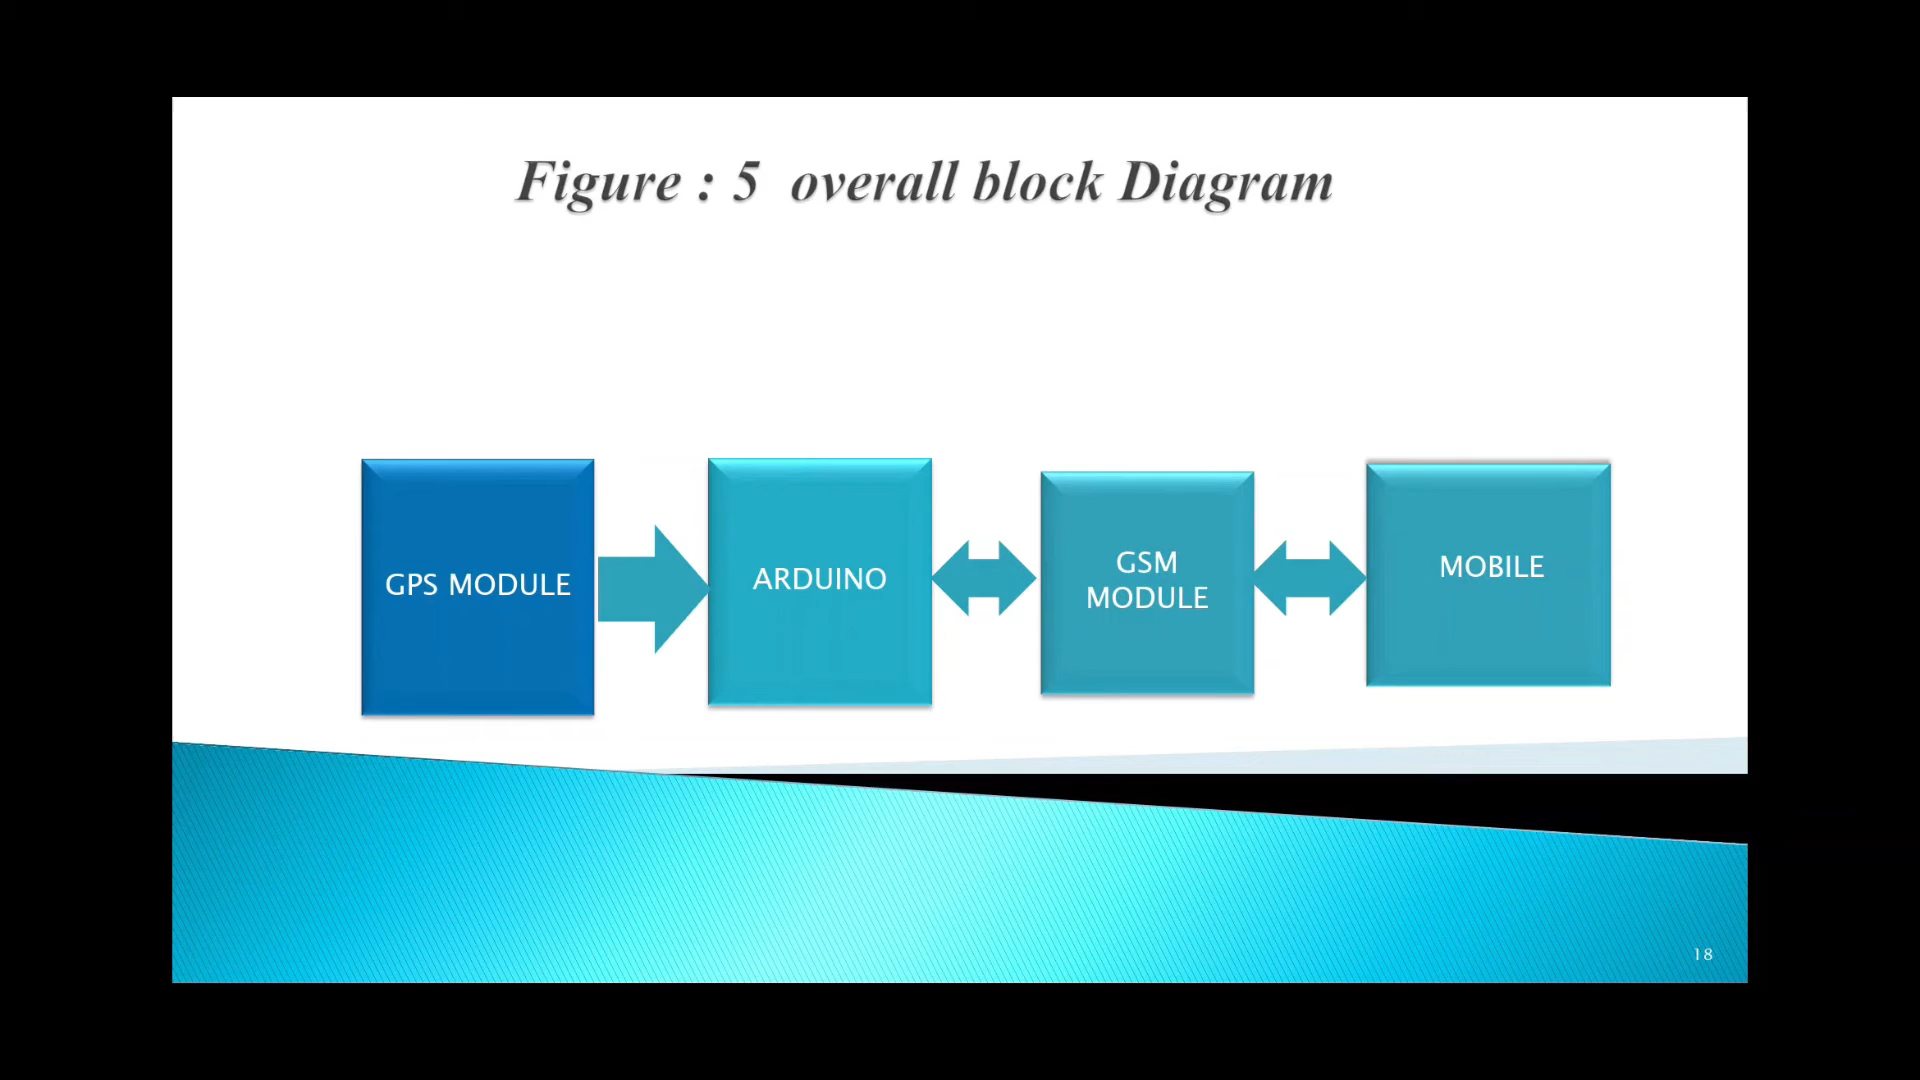 Figure : 5 overall block Diagram
GPS MODULE
ARDUINO
GSM
MODULE
MOBILE
18